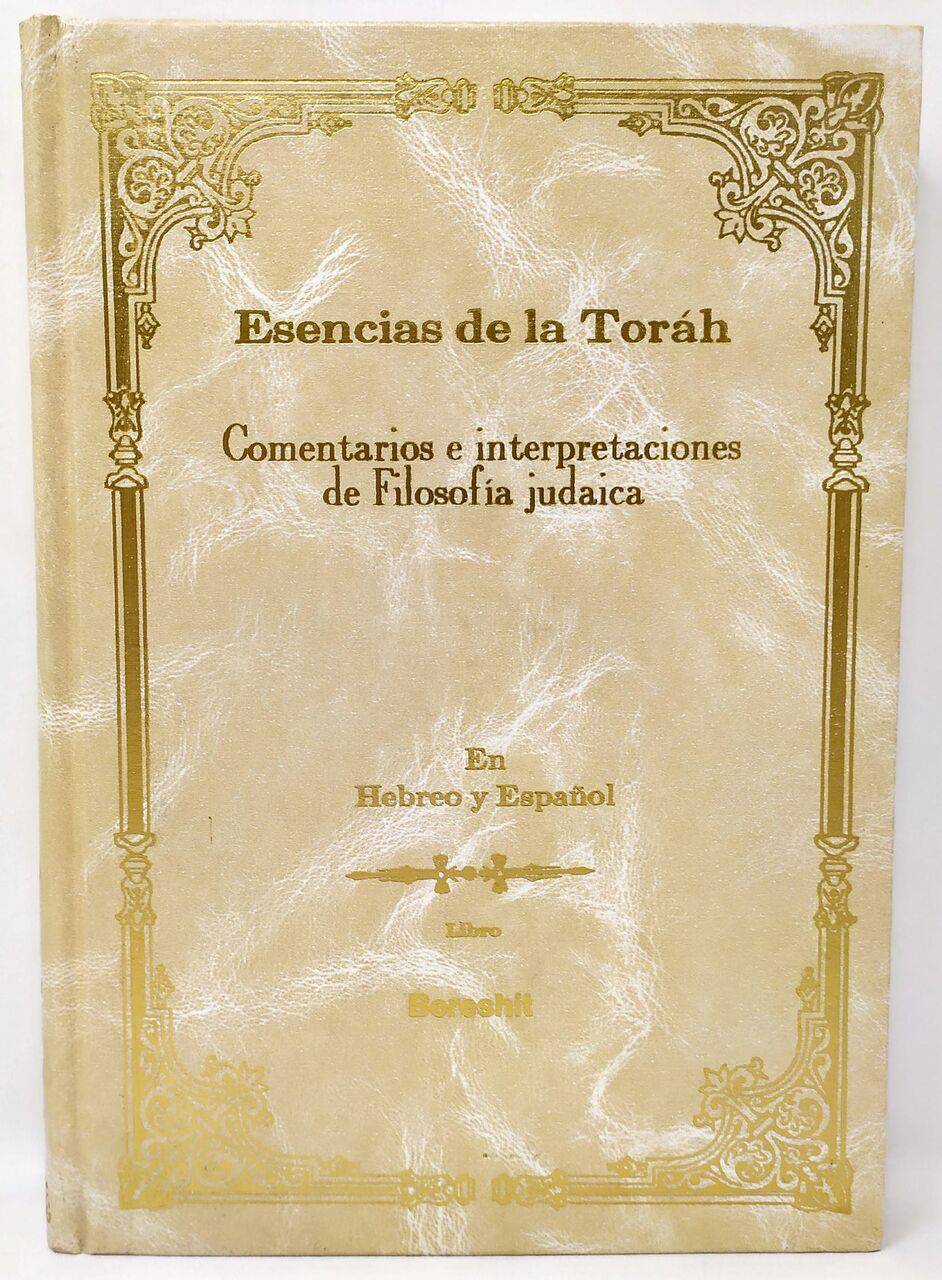 Esencias de la Toráh
Comentarios e interpretaciones
de Filosofía judaica
En
Hebreo y Español
Libro
Bereshit